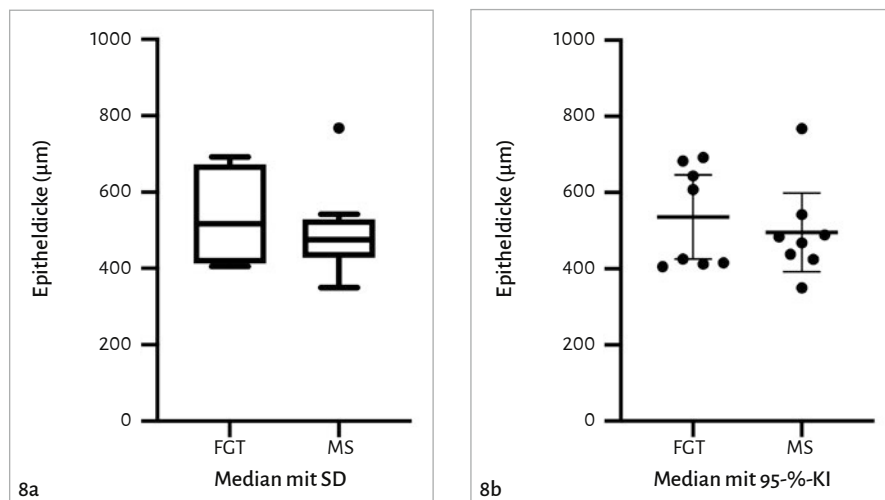 Epitheldicke (µm)
1000
800
600
400
200
0
FGT MS
Median mit SD
8a
Epitheldicke (µm)
1000
800
600
400
200
0
FGT MS
Median mit 95-%-KI
8b